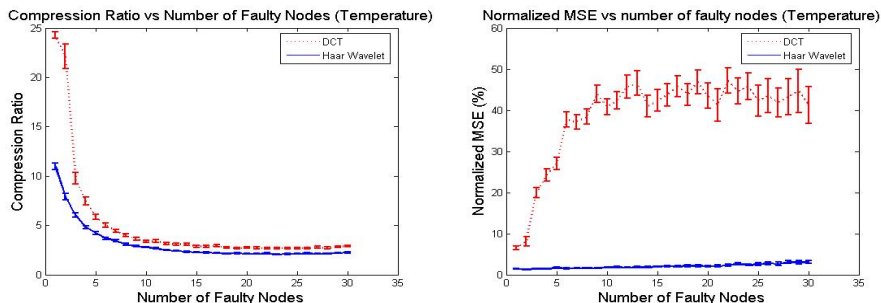 Compression Ratio vs Number of Faulty Nodes (Temperature)
DCT
Haar Wavelet
Compression Ratio
25
20
15
10
5
0
0 5 10 15 20 25 30 35
Number of Faulty Nodes
Normalized MSE vs number of faulty nodes (Temperature)
DCT
Haar Wavelet
Normalized MSE (%)
60
50
40
30
20
10
0
0 5 10 15 20 25 30 35
Number of Faulty Nodes